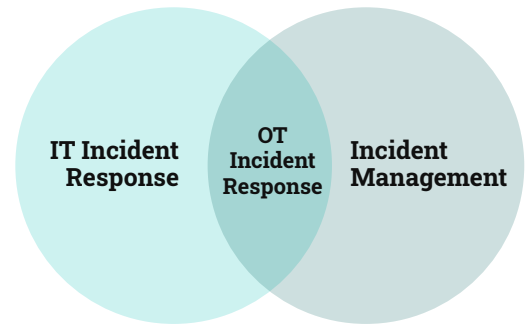 IT Incident
Response
OT
Incident
Response
Incident
Management